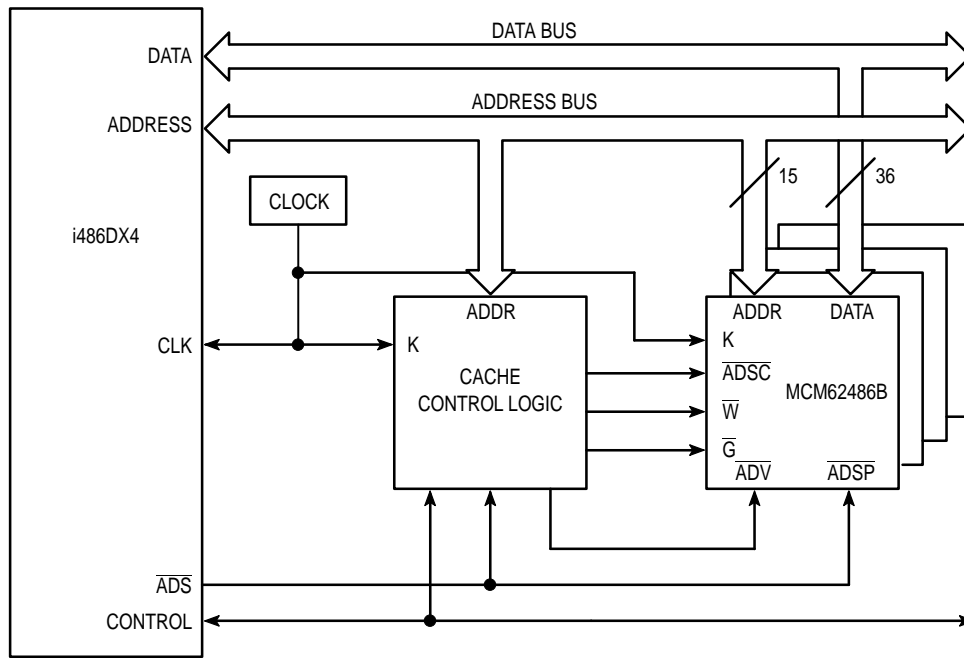 DATA BUS
DATA
ADDRESS BUS
ADDRESS
15
36
CLOCK
i486DX4
ADDR
ADDR
DATA
CLK
K
K
CACHE
CONTROL LOGIC
ADSC
MCM62486B
W
G
ADV
ADSP
ADS
CONTROL